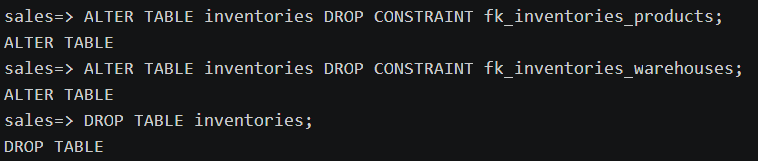 sales=> ALTER TABLE inventories DROP CONSTRAINT fk_inventories_products;
ALTER TABLE
sales=> ALTER TABLE inventories DROP CONSTRAINT fk_inventories_warehouses;
ALTER TABLE
sales=> DROP TABLE inventories;
DROP TABLE